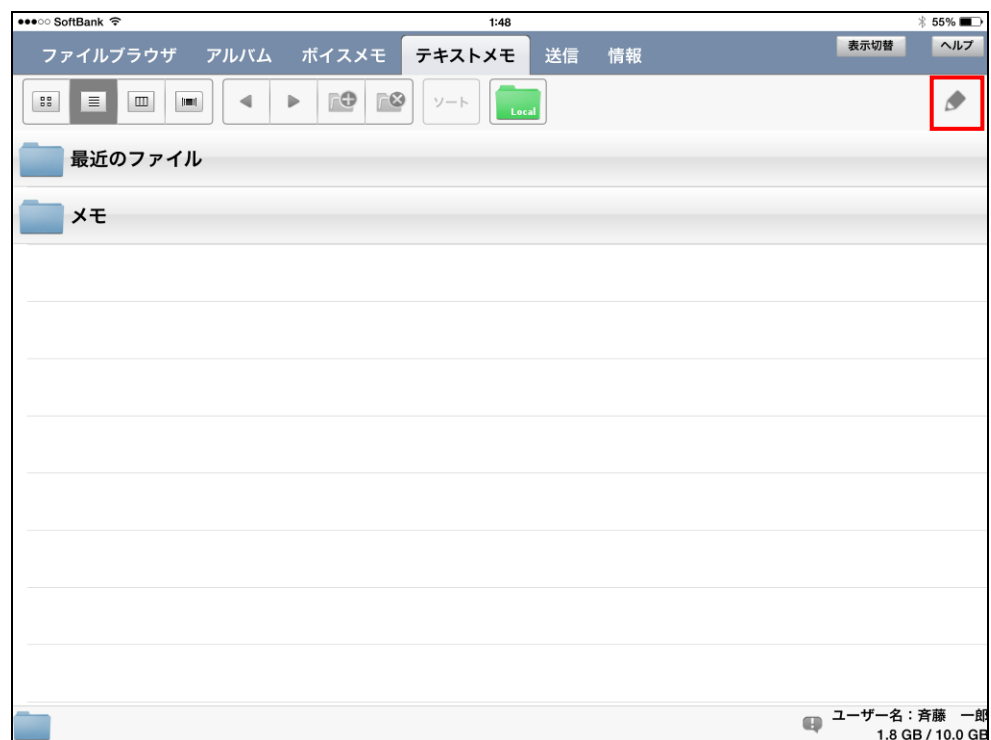 ●●●○○ SoftBank 1:48 55%
ファイルブラウザ アルバム ボイスメモ テキストメモ 送信 情報 表示切替 ヘルプ
ソート Local
最近のファイル
メモ
ユーザー名：斉藤　一郎
1.8 GB / 10.0 GB